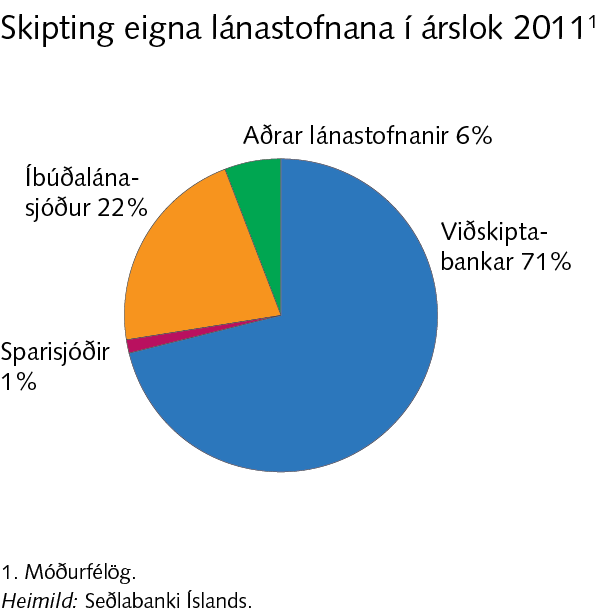 Skipting eigna lánastofnana í árslok 2011¹
Aðrar lánastofnanir 6%
Íbúðalána-
sjóður 22%
Viðskipta-
bankar 71%
Sparisjóðir
1%
1. Móðurfélög.
Heimild: Seðlabanki Íslands.